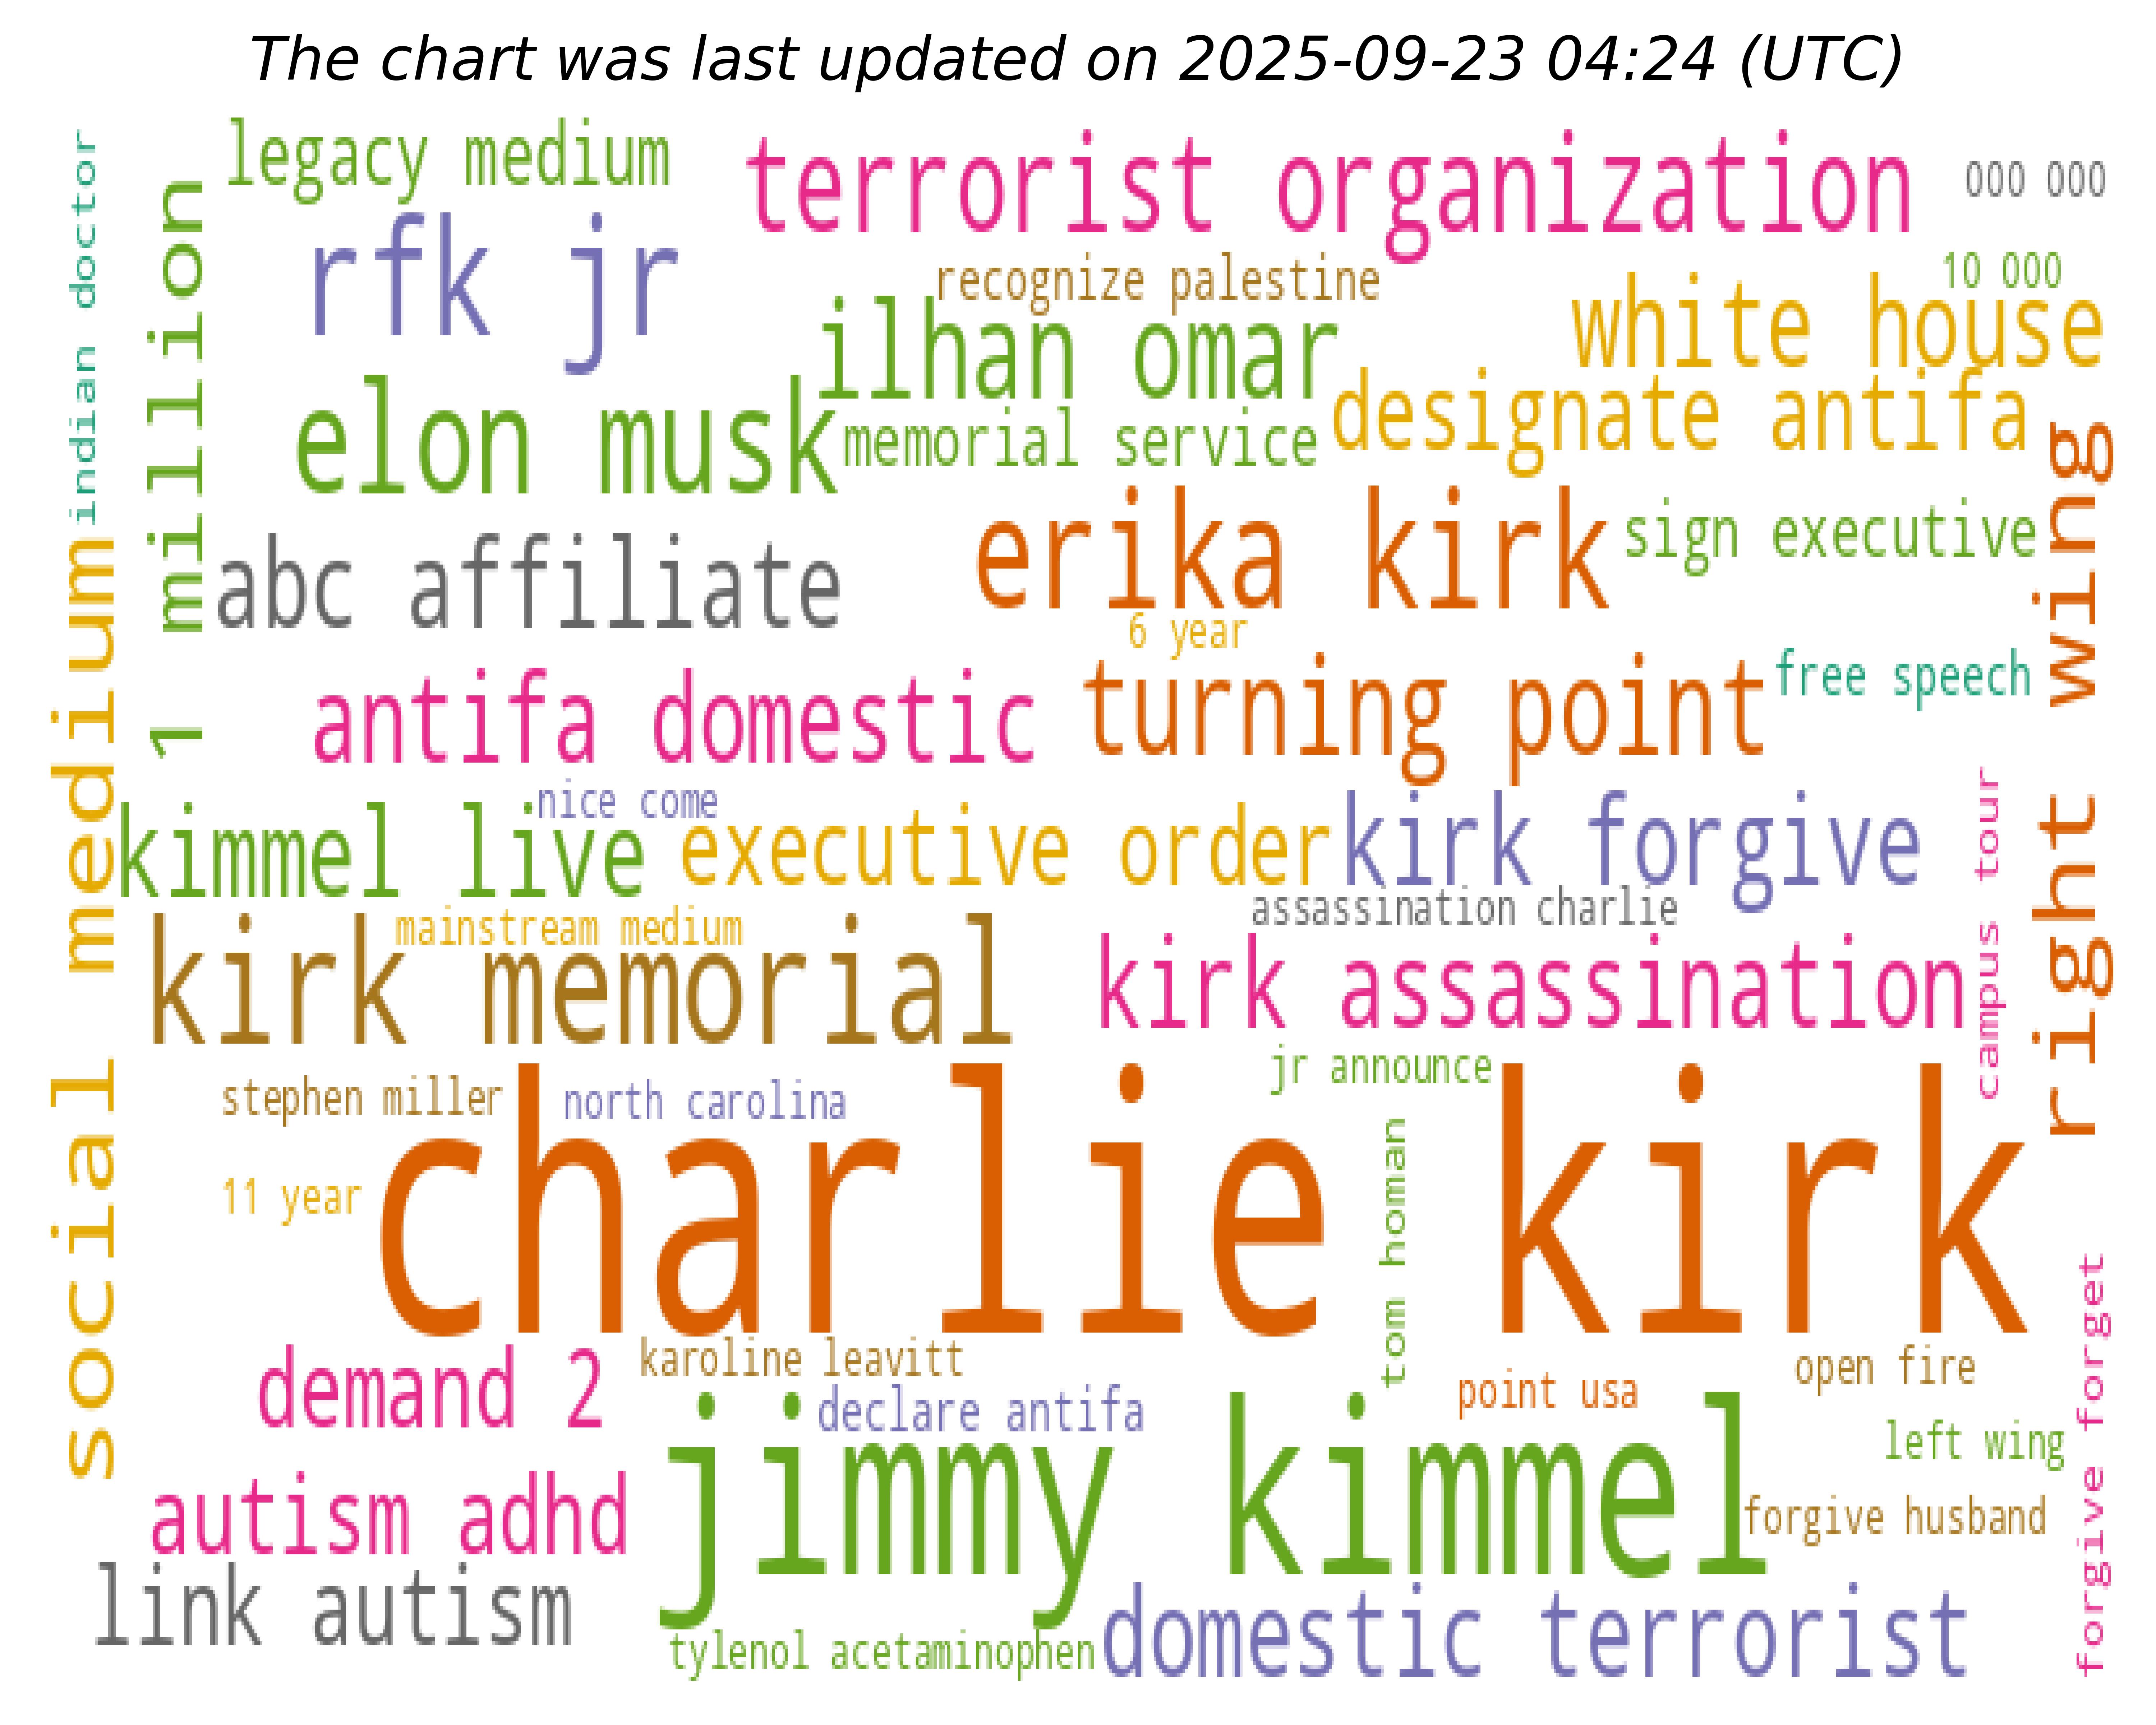 The chart was last updated on 2025-09-23 04:24 (UTC)
legacy medium
terrorist organization
000 000
indian doctor
1 million
rfk jr
recognize palestine
10 000
white house
ilhan omar
elon musk
designate antifa
memorial service
right wing
erika kirk
sign executive
abc affiliate
social medium
6 year
free speech
turning point
antifa domestic
nice come
campus tour
kimmel live
executive order
kirk forgive
assassination charlie
mainstream medium
kirk memorial
kirk assassination
jr announce
stephen miller
north carolina
charlie kirk
tom homan
11 year
forgive forget
karoline leavitt
open fire
demand 2
point usa
declare antifa
jimmy kimmel
left wing
autism adhd
forgive husband
link autism
domestic terrorist
tylenol acetaminophen